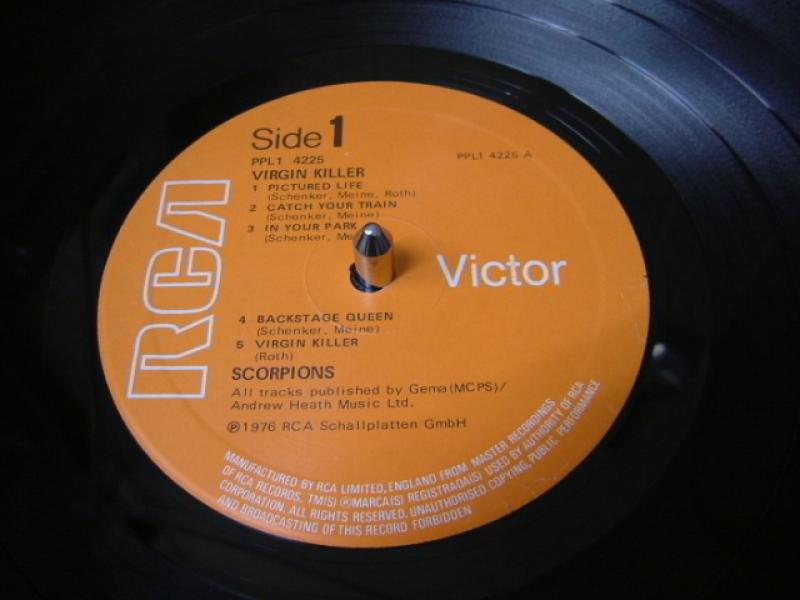 Side 1
PPL1 4225
PPL1 4225 A
VIRGIN KILLER
1 PICTURED LIFE
(Schenker, Meine, Roth)
2 CATCH YOUR TRAIN
(Schenker, Meine)
3 IN YOUR PARK
(Schenker,
RCA
Victor
4 BACKSTAGE QUEEN
(Schenker, Meine)
5 VIRGIN KILLER
(Roth)
SCORPIONS
All tracks published by Gema(MCPS)/
Andrew Heath Music Ltd.
℗1976 RCA Schallplatten GmbH
MANUFACTURED BY RCA LIMITED, ENGLAND FROM MASTER RECORDINGS
OF RCA RECORDS. TM(S) ®MARCA(S) REGISTRADA(S) USED BY AUTHORITY OF RCA
CORPORATION. ALL RIGHTS RESERVED. UNAUTHORISED COPYING, PUBLIC PERFORMANCE
AND BROADCASTING OF THIS RECORD FORBIDDEN